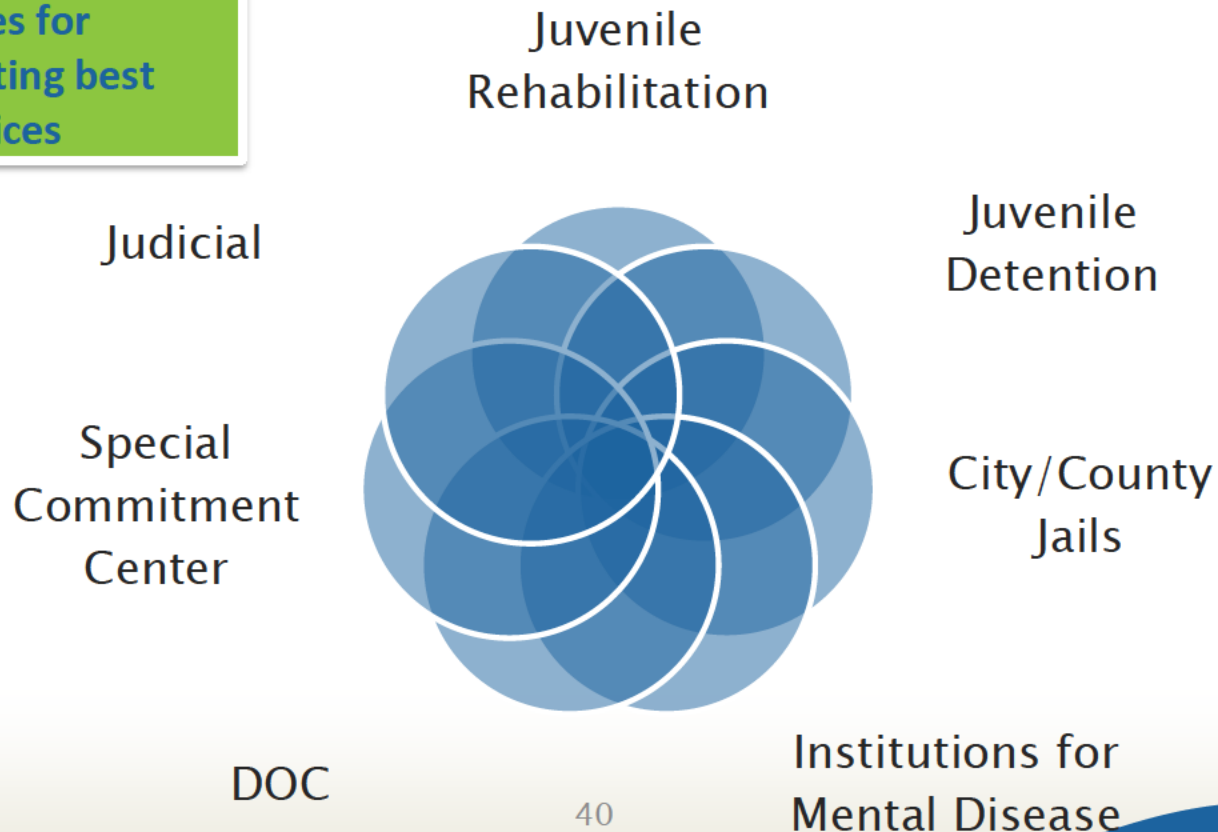 es for
ting best
ices
Juvenile
Rehabilitation
Juvenile
Detention
City/County
Jails
Institutions for
Mental Disease
DOC
Special
Commitment
Center
Judicial
40